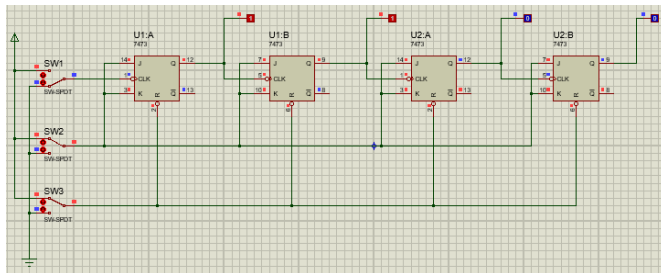 U1:A
U1:B
U2:A
U2:B
7473
7473
7473
7473
1
1
0
0
SW1
SW-SPDT
SW2
SW-SPDT
SW3
SW-SPDT
14 J Q 12
1 CLK
3 K Q 13
R
2
7 J Q 9
5 CLK
10 K Q 8
R
6
14 J Q 12
1 CLK
3 K Q 13
R
2
7 J Q 9
5 CLK
10 K Q 8
R
6